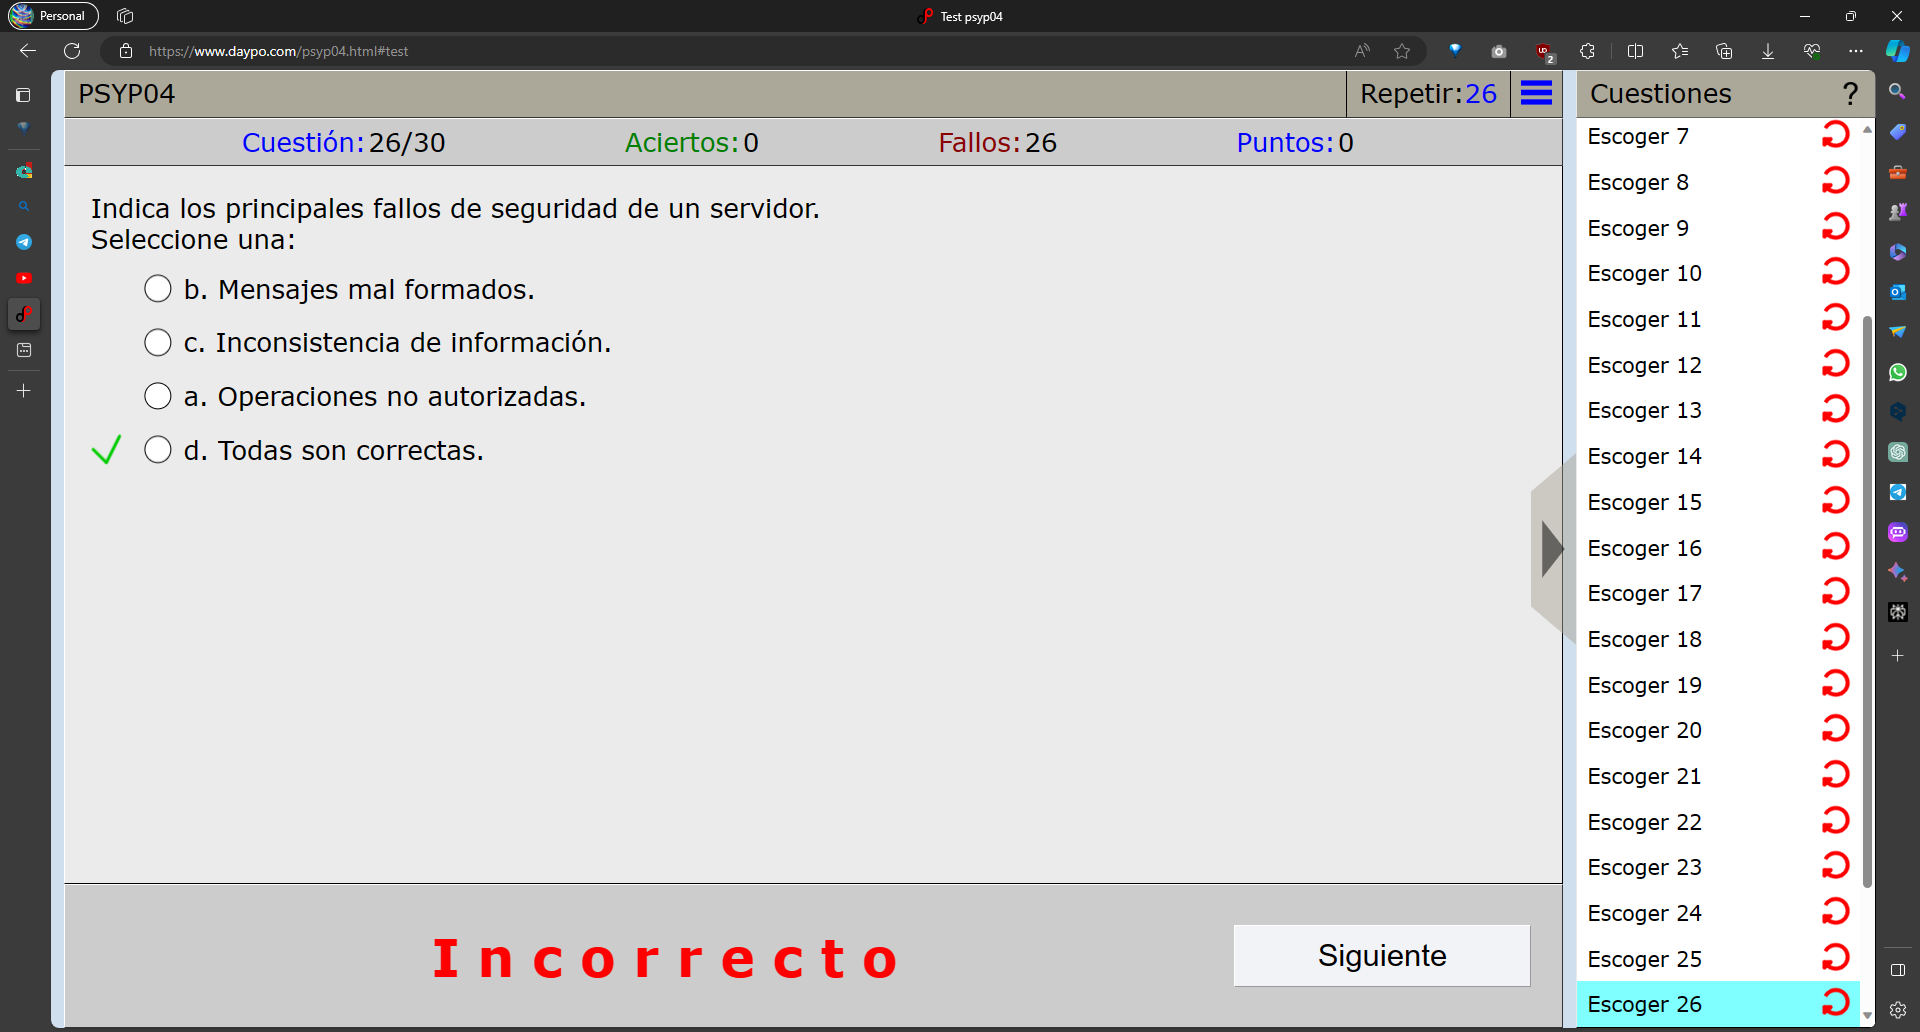 Personal
Test psyp04
https://www.daypo.com/psyp04.html#test
PSYP04
Repetir:26
Cuestiones
?
Cuestión:26/30
Aciertos:0
Fallos:26
Puntos:0
Indica los principales fallos de seguridad de un servidor.
Seleccione una:
b. Mensajes mal formados.
c. Inconsistencia de información.
a. Operaciones no autorizadas.
d. Todas son correctas.
Incorrecto
Siguiente
Escoger 7
Escoger 8
Escoger 9
Escoger 10
Escoger 11
Escoger 12
Escoger 13
Escoger 14
Escoger 15
Escoger 16
Escoger 17
Escoger 18
Escoger 19
Escoger 20
Escoger 21
Escoger 22
Escoger 23
Escoger 24
Escoger 25
Escoger 26